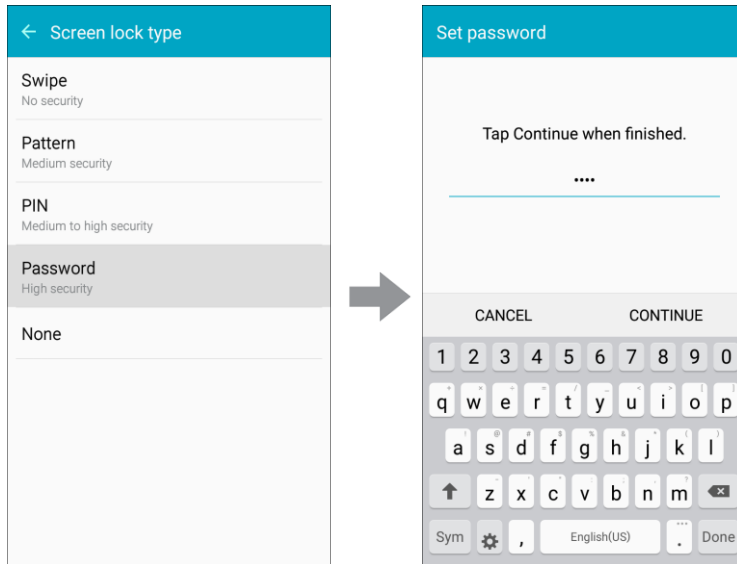 Screen lock type
Swipe
No security
Pattern
Medium security
PIN
Medium to high security
Password
High security
None
Set password
Tap Continue when finished.
••••
CANCEL CONTINUE
1 2 3 4 5 6 7 8 9 0
q w e r t y u i o p
a s d f g h j k l
z x c v b n m
Sym , English(US) . Done